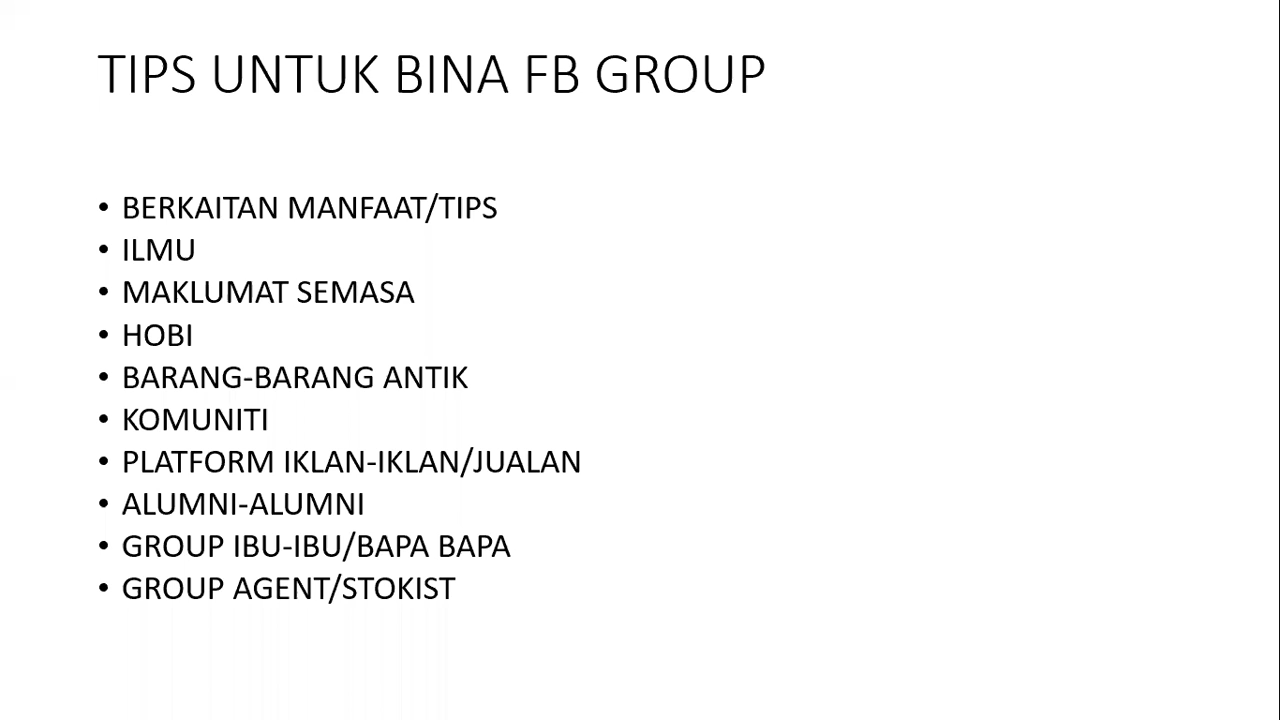 TIPS UNTUK BINA FB GROUP
• BERKAITAN MANFAAT/TIPS
• ILMU
• MAKLUMAT SEMASA
• HOBI
• BARANG-BARANG ANTIK
• KOMUNITI
• PLATFORM IKLAN-IKLAN/JUALAN
• ALUMNI-ALUMNI
• GROUP IBU-IBU/BAPA BAPA
• GROUP AGENT/STOKIST